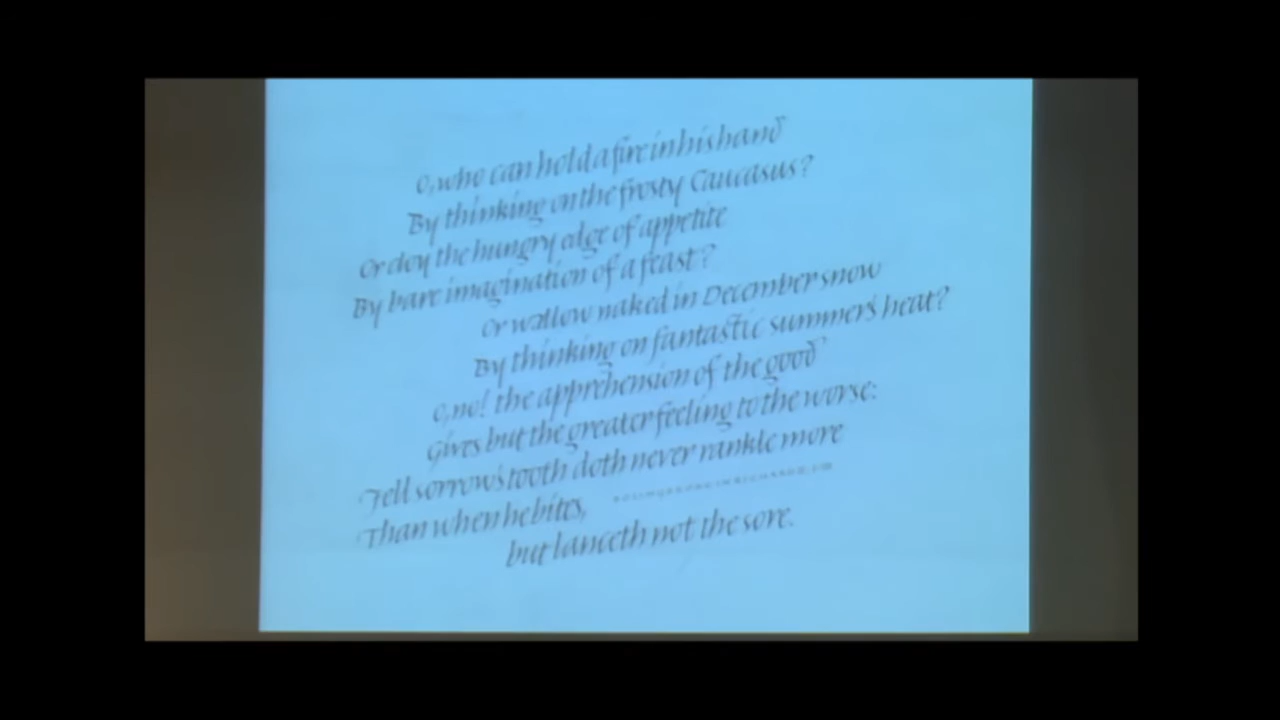 O, who can hold a fire in his hand
By thinking on the frosty Caucasus?
Or cloy the hungry edge of appetite
By bare imagination of a feast?
Or wallow naked in December snow
By thinking on fantastic summer's heat?
O, no! the apprehension of the good
Gives but the greater feeling to the worse:
Tell sorrow's tooth doth never rankle more
Than when he bites,
but lanceth not the sore.